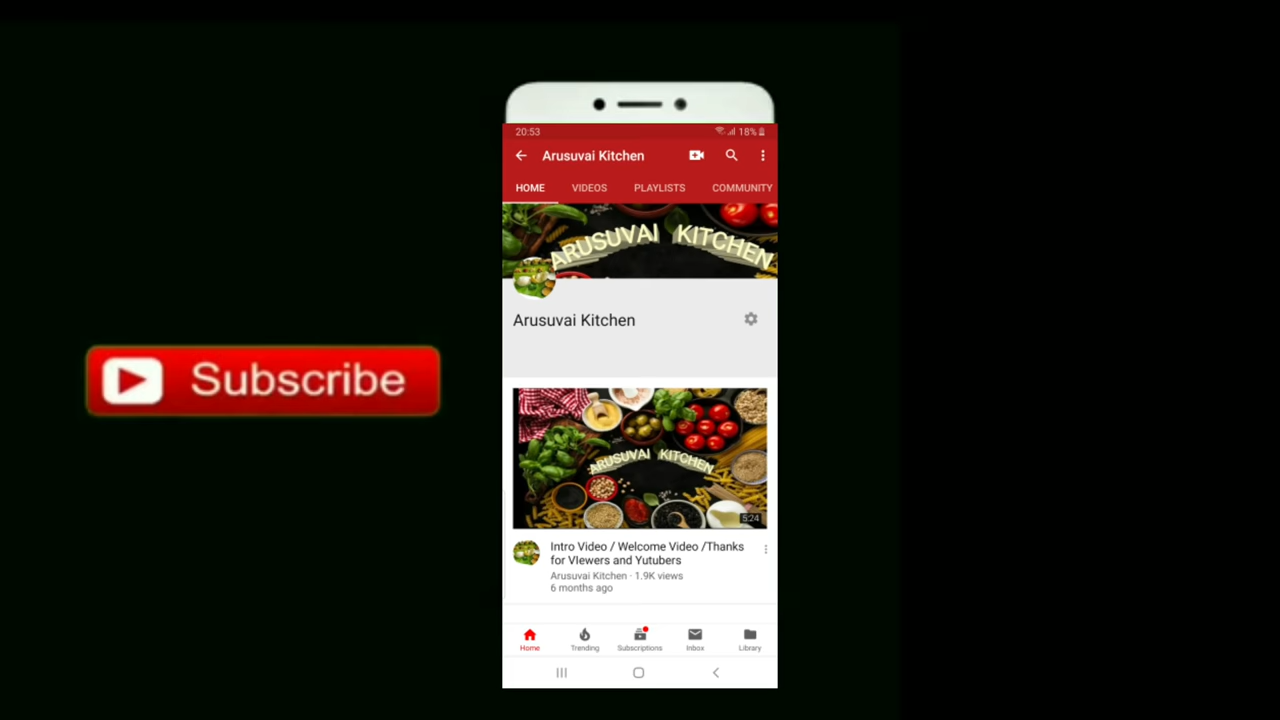 20:53
18%
Arusuvai Kitchen
HOME VIDEOS PLAYLISTS COMMUNITY
ARUSUVAI KITCHEN
Arusuvai Kitchen
Subscribe
ARUSUVAI KITCHEN
5:24
Intro Video / Welcome Video /Thanks
for VIewers and Yutubers
Arusuvai Kitchen · 1.9K views
6 months ago
Home Trending Subscriptions Inbox Library